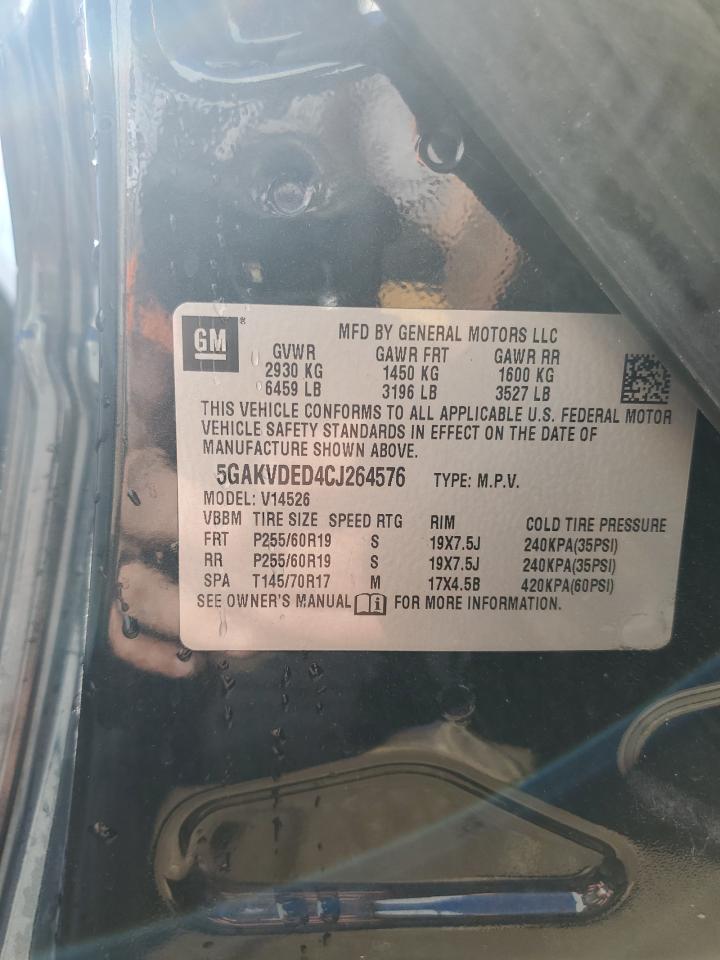 GM ®
MFD BY GENERAL MOTORS LLC
GVWR GAWR FRT GAWR RR
2930 KG 1450 KG 1600 KG
6459 LB 3196 LB 3527 LB
THIS VEHICLE CONFORMS TO ALL APPLICABLE U.S. FEDERAL MOTOR
VEHICLE SAFETY STANDARDS IN EFFECT ON THE DATE OF
MANUFACTURE SHOWN ABOVE.
5GAKVDED4CJ264576 TYPE: M.P.V.
MODEL: V14526
VBBM TIRE SIZE SPEED RTG RIM COLD TIRE PRESSURE
FRT P255/60R19 S 19X7.5J 240KPA(35PSI)
RR P255/60R19 S 19X7.5J 240KPA(35PSI)
SPA T145/70R17 M 17X4.5B 420KPA(60PSI)
SEE OWNER'S MANUAL i FOR MORE INFORMATION.